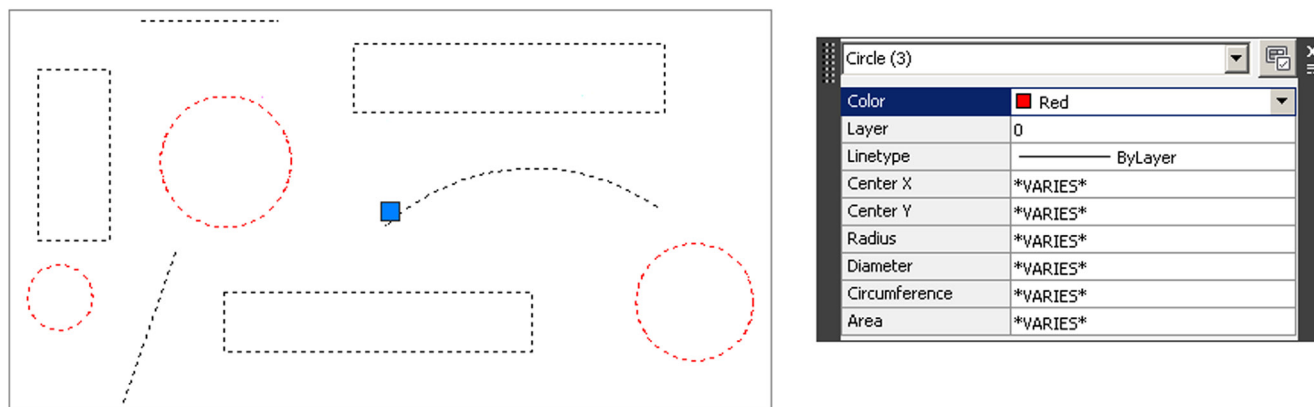 Circle (3)
Color Red
Layer 0
Linetype ByLayer
Center X *VARIES*
Center Y *VARIES*
Radius *VARIES*
Diameter *VARIES*
Circumference *VARIES*
Area *VARIES*